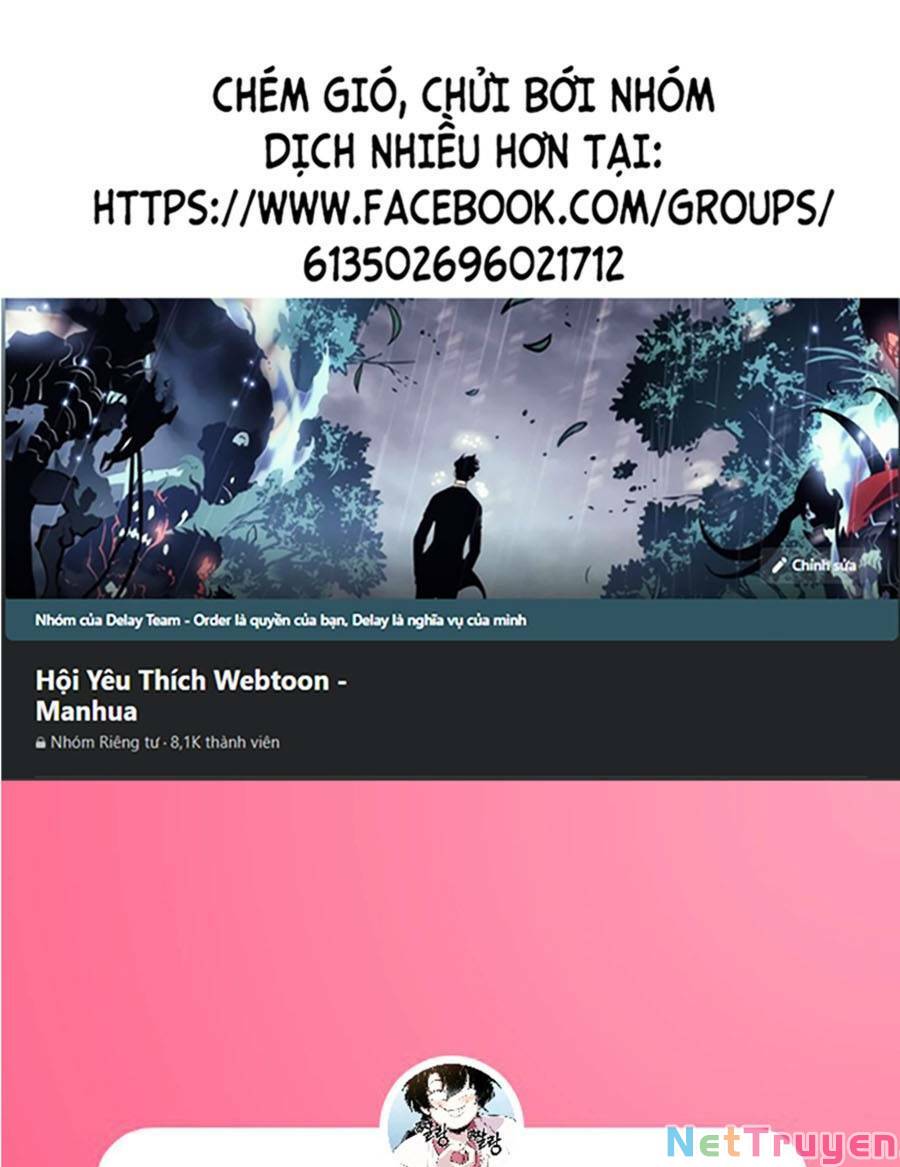 CHÉM GIÓ, CHỬI BỚI NHÓM
DỊCH NHIỀU HƠN TẠI:
HTTPS://WWW.FACEBOOK.COM/GROUPS/
613502696021712
Chỉnh sửa
Nhóm của Delay Team - Order là quyền của bạn, Delay là nghĩa vụ của mình
Hội Yêu Thích Webtoon -
Manhua
Nhóm Riêng tư · 8,1K thành viên
짤랑
짤랑
NetTruyen